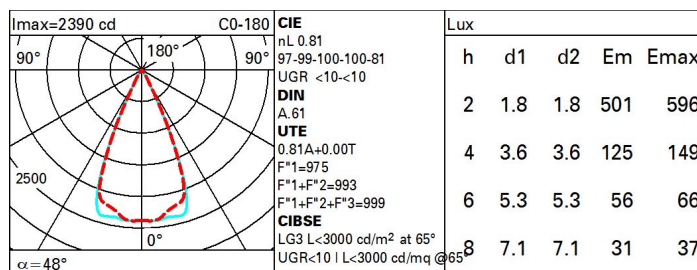 Imax=2390 cd C0-180
90° 180° 90°
2500
0°
α=48°
CIE
nL 0.81
97-99-100-100-81
UGR <10-<10
DIN
A.61
UTE
0.81A+0.00T
F"1=975
F"1+F"2=993
F"1+F"2+F"3=999
CIBSE
LG3 L<3000 cd/m² at 65°
UGR<10 | L<3000 cd/mq @65°
Lux
h d1 d2 Em Emax
2 1.8 1.8 501 596
4 3.6 3.6 125 149
6 5.3 5.3 56 66
8 7.1 7.1 31 37